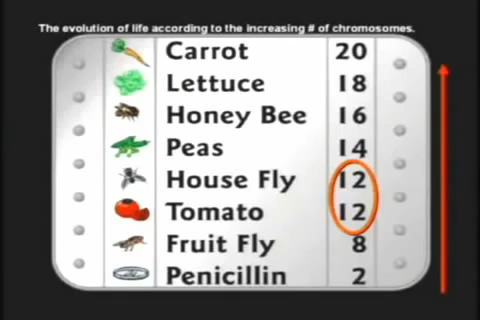 The evolution of life according to the increasing # of chromosomes.
Carrot 20
Lettuce 18
Honey Bee 16
Peas 14
House Fly 12
Tomato 12
Fruit Fly 8
Penicillin 2